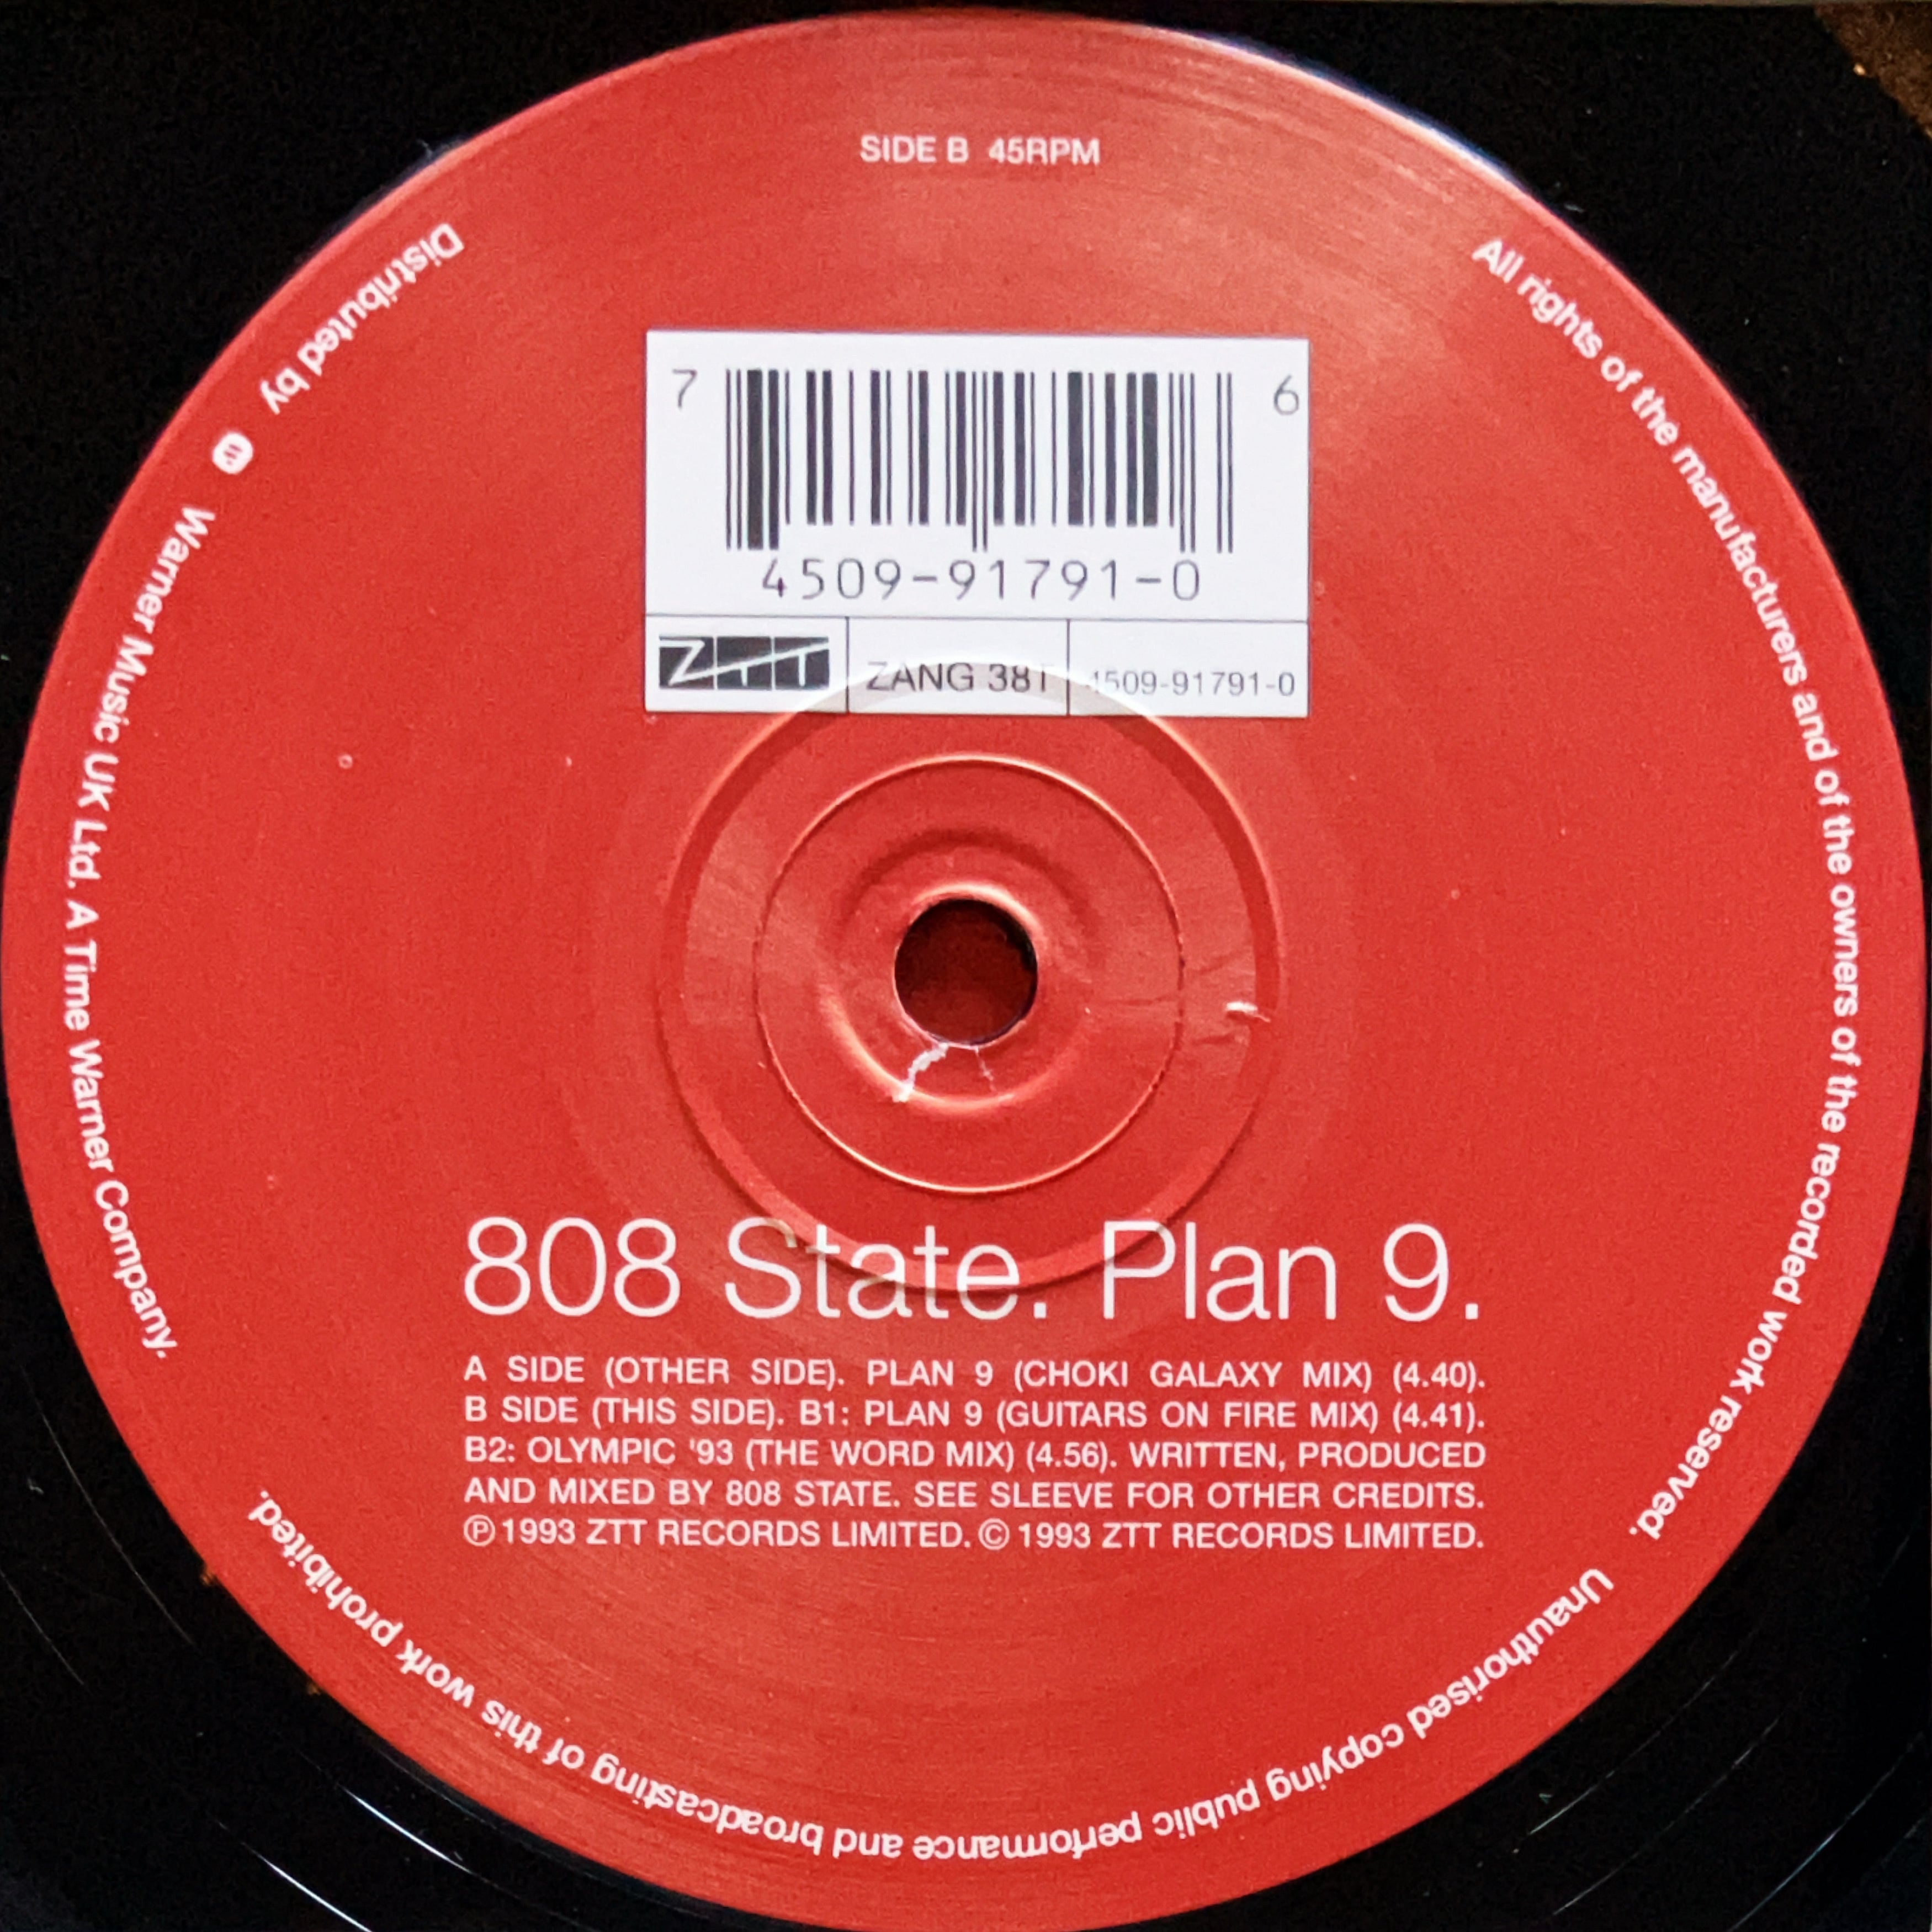 SIDE B 45RPM
7
6
4509-91791-0
ZTT
ZANG 38T
4509-91791-0
808 State. Plan 9.
A SIDE (OTHER SIDE). PLAN 9 (CHOKI GALAXY MIX) (4.40).
B SIDE (THIS SIDE). B1: PLAN 9 (GUITARS ON FIRE MIX) (4.41).
B2: OLYMPIC '93 (THE WORD MIX) (4.56). WRITTEN, PRODUCED
AND MIXED BY 808 STATE. SEE SLEEVE FOR OTHER CREDITS.
Ⓟ 1993 ZTT RECORDS LIMITED. © 1993 ZTT RECORDS LIMITED.
All rights of the manufacturers and of the owners of the recorded work reserved.
Unauthorised copying public performance and broadcasting of this work prohibited.
Distributed by Warner Music UK Ltd. A Time Warner Company.